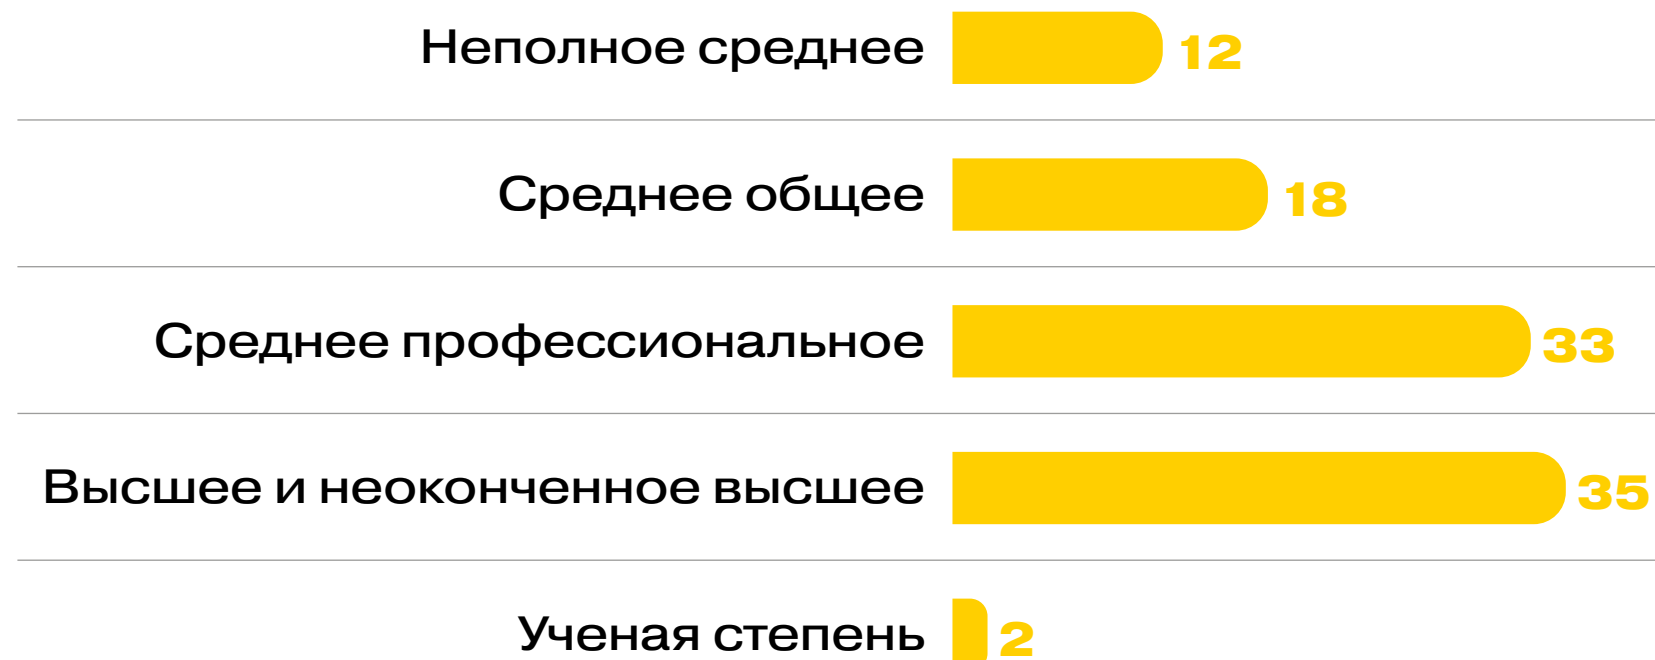 Неполное среднее 12
Среднее общее 18
Среднее профессиональное 33
Высшее и неоконченное высшее 35
Ученая степень 2